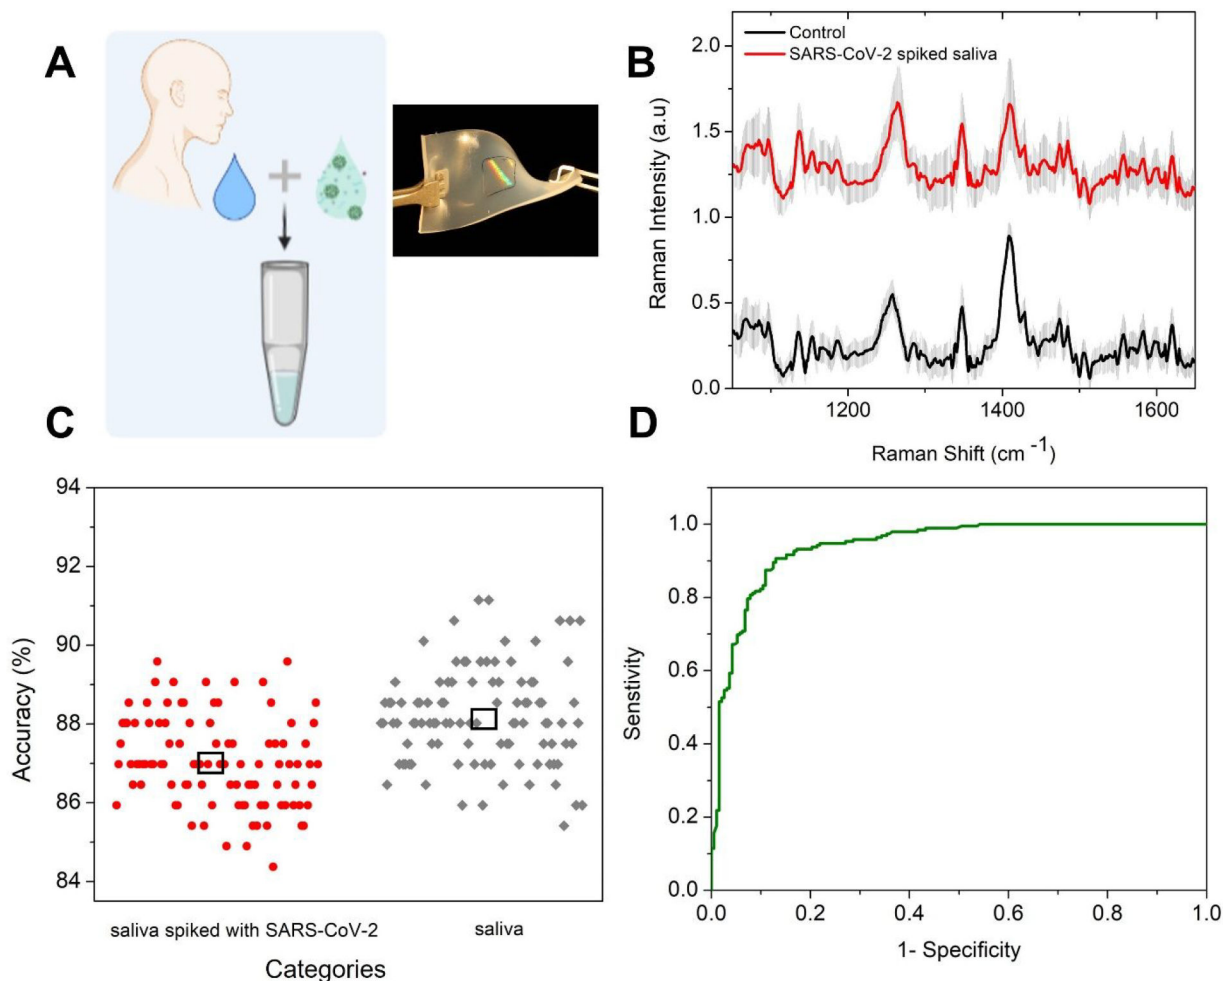 A
B
Control
SARS-CoV-2 spiked saliva
2.0
1.5
1.0
0.5
0.0
Raman Intensity (a.u)
1200
1400
1600
Raman Shift (cm -1)
C
94
92
90
88
86
84
Accuracy (%)
saliva spiked with SARS-CoV-2
saliva
Categories
D
1.0
0.8
0.6
0.4
0.2
0.0
Senstivity
0.0
0.2
0.4
0.6
0.8
1.0
1- Specificity